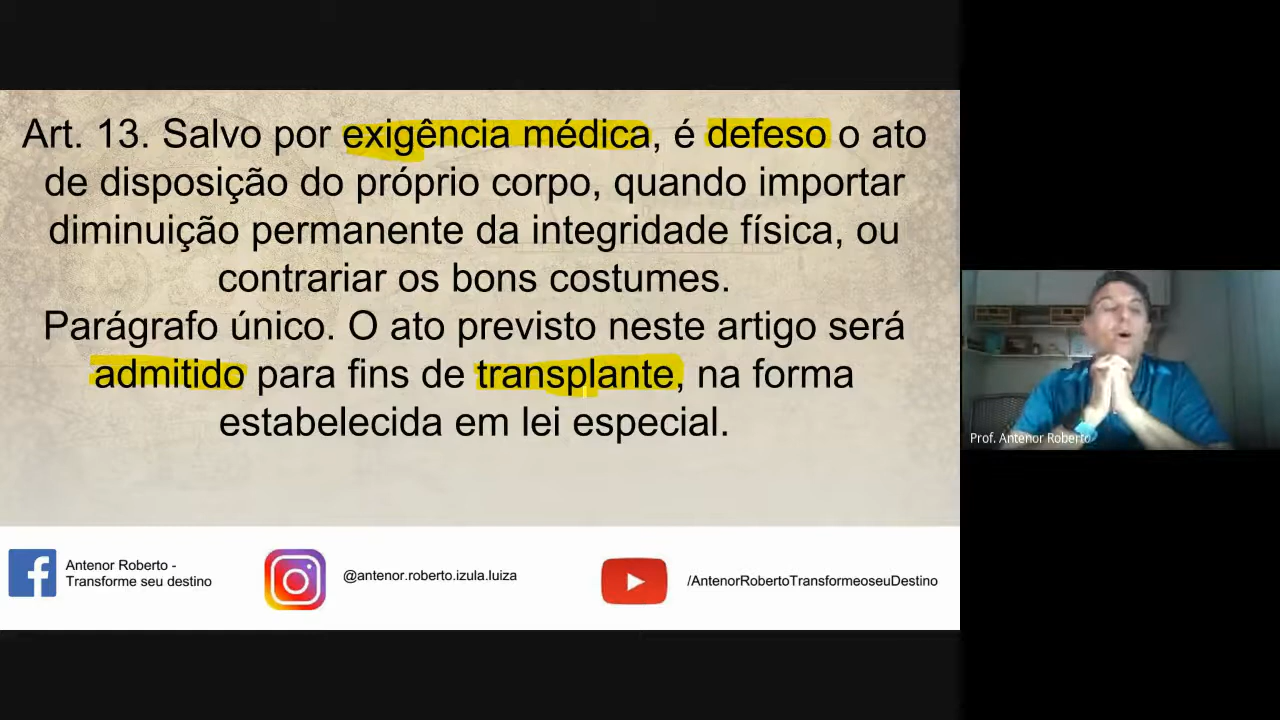 Art. 13. Salvo por exigência médica, é defeso o ato
de disposição do próprio corpo, quando importar
diminuição permanente da integridade física, ou
contrariar os bons costumes.
Parágrafo único. O ato previsto neste artigo será
admitido para fins de transplante, na forma
estabelecida em lei especial.
Prof. Antenor Roberto
Antenor Roberto -
Transforme seu destino
@antenor.roberto.izula.luiza
/AntenorRobertoTransformeoseuDestino